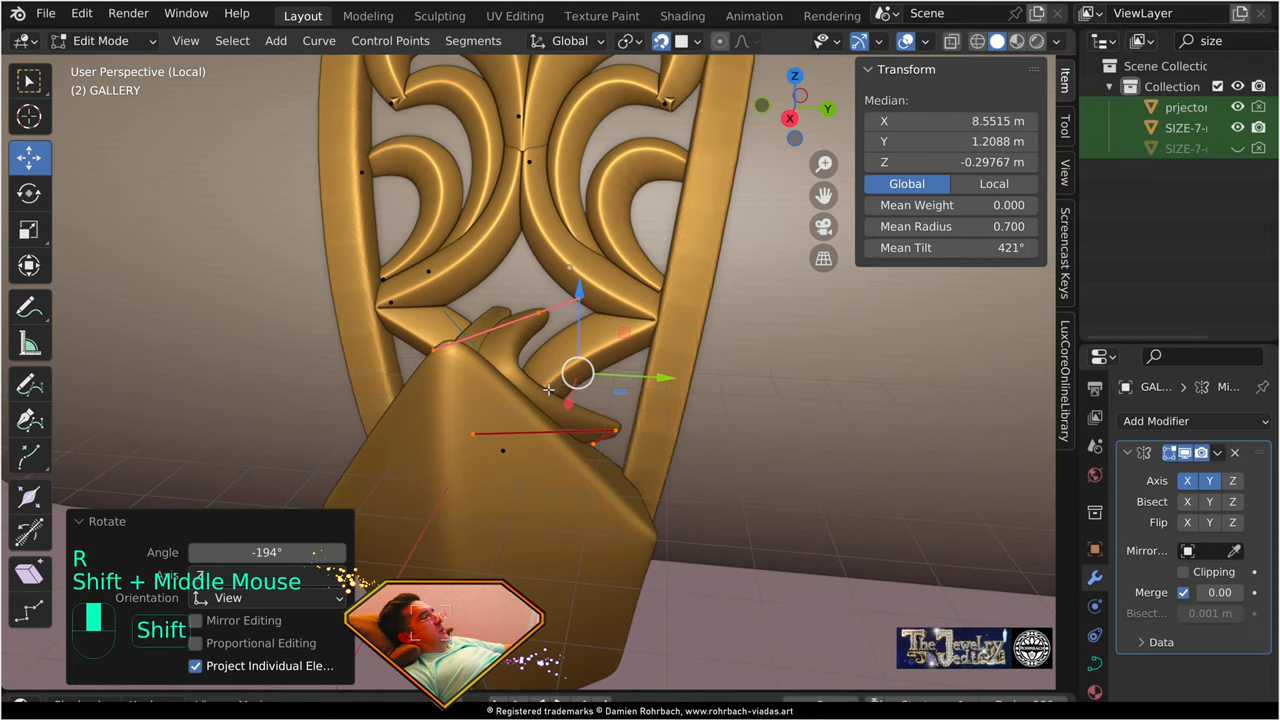 File Edit Render Window Help Layout Modeling Sculpting UV Editing Texture Paint Shading Animation Rendering Scene ViewLayer
Edit Mode View Select Add Curve Control Points Segments Global size
User Perspective (Local)
(2) GALLERY
Transform
Median:
X 8.5515 m
Y 1.2088 m
Z -0.29767 m
Global Local
Mean Weight 0.000
Mean Radius 0.700
Mean Tilt 421°
Z
Y
X
Item
Tool
View
Screencast Keys
LuxCoreOnlineLibrary
Scene Collectic
Collection
prjector
SIZE-7-
SIZE-7-
GAL... Mi...
Add Modifier
Axis X Y Z
Bisect X Y Z
Flip X Y Z
Mirror...
Clipping
Merge 0.00
Bisect... 0.001 m
Data
Rotate
Angle -194°
R
Shift + Middle Mouse
Orientation View
Shift
Mirror Editing
Proportional Editing
Project Individual Ele...
The Jewelry
® Registered trademarks © Damien Rohrbach, www.rohrbach-viadas.art